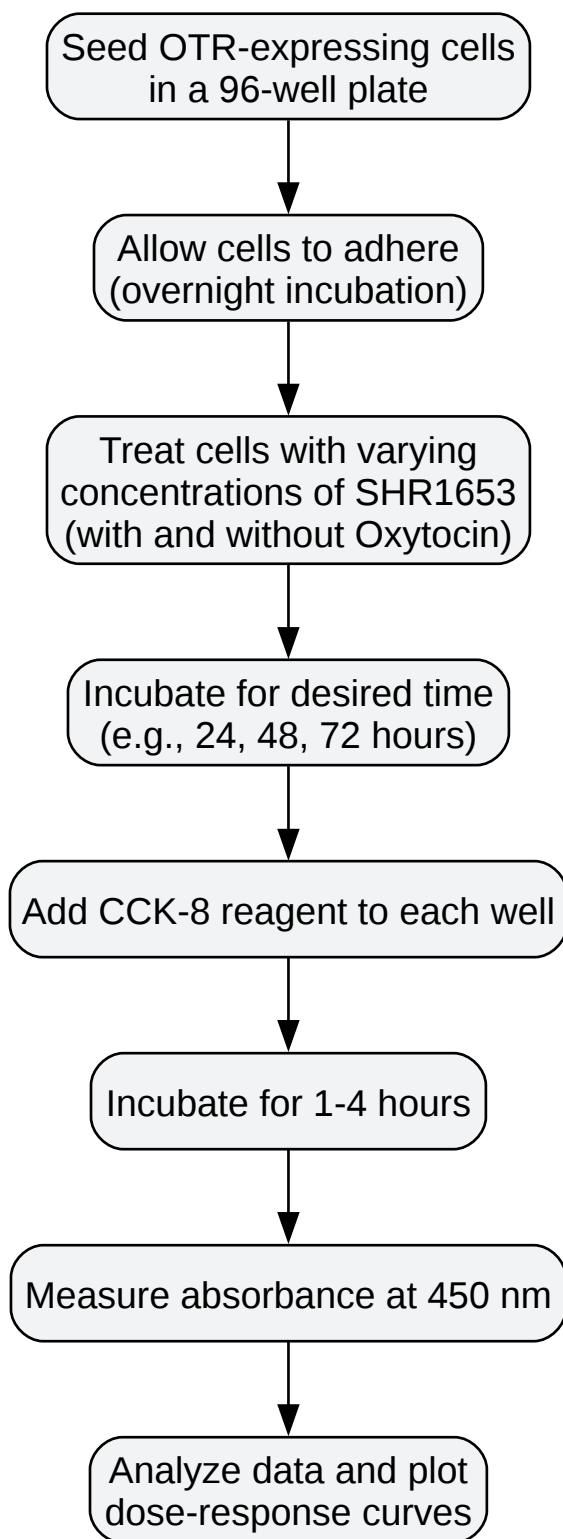 Seed OTR-expressing cells
in a 96-well plate
Allow cells to adhere
(overnight incubation)
Treat cells with varying
concentrations of SHR1653
(with and without Oxytocin)
Incubate for desired time
(e.g., 24, 48, 72 hours)
Add CCK-8 reagent to each well
Incubate for 1-4 hours
Measure absorbance at 450 nm
Analyze data and plot
dose-response curves